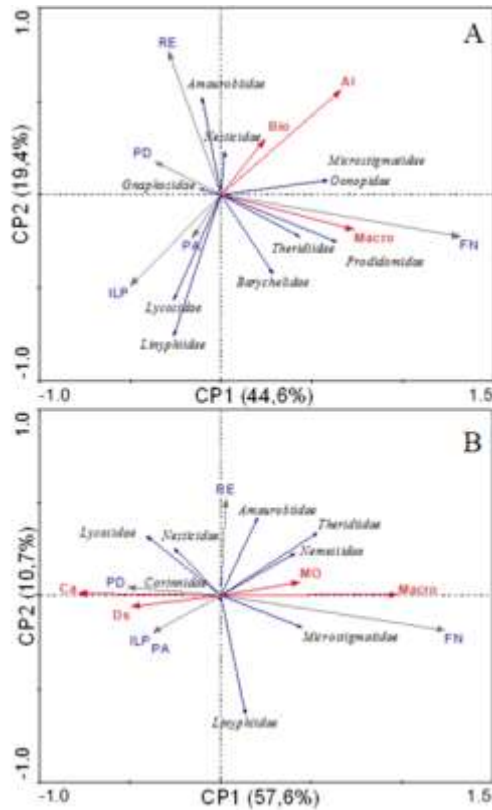 1.0
A
RE
Amaurobiidae
Al
Bio
Nesticidae
PD
Microstigmatidae
Gnaphosidae
Oonopidae
PA
Macro
FN
Theridiidae
Prodidomidae
ILP
Barychelidae
Lycosidae
Linyphiidae
CP2 (19,4%)
-1.0
-1.0 CP1 (44,6%) 1.5
1.0
B
RE
Amaurobiidae
Lycosidae
Nesticidae
Theridiidae
Nemesiidae
PD
Corinnidae
MO
Ca
Macro
Ds
ILP
PA
Microstigmatidae
FN
Linyphiidae
CP2 (10,7%)
-1.0
-1.0 CP1 (57,6%) 1.5